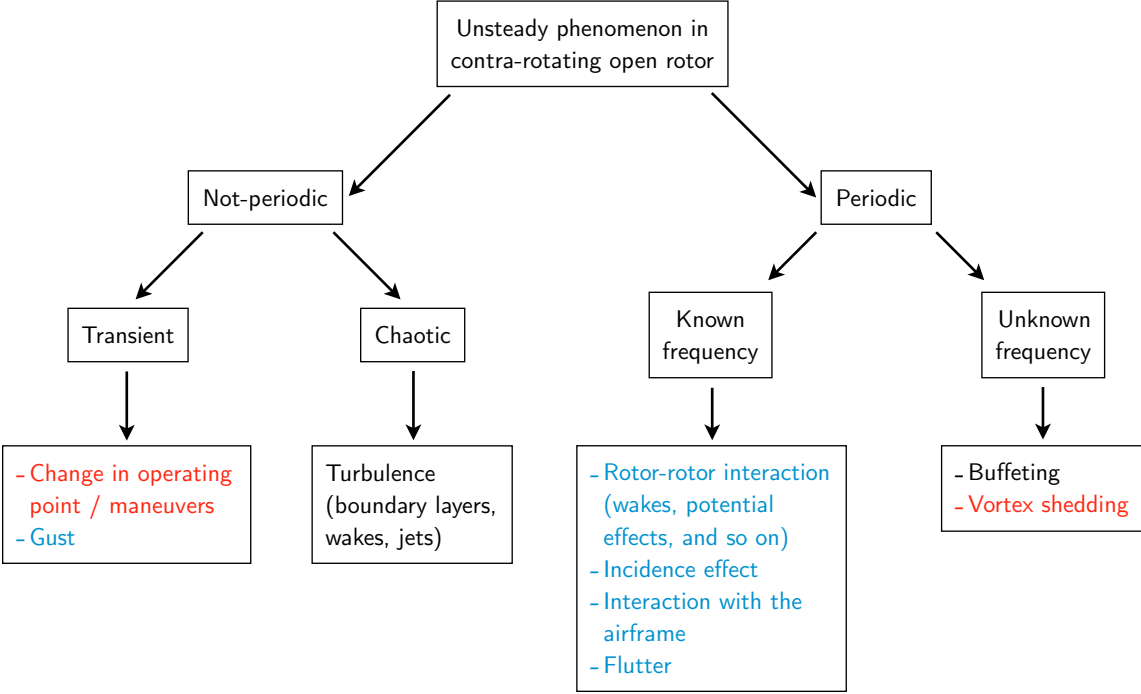 Unsteady phenomenon in
contra-rotating open rotor
Not-periodic
Periodic
Transient
Chaotic
Known
frequency
Unknown
frequency
- Change in operating
point / maneuvers
- Gust
Turbulence
(boundary layers,
wakes, jets)
- Rotor-rotor interaction
(wakes, potential
effects, and so on)
- Incidence effect
- Interaction with the
airframe
- Flutter
- Buffeting
- Vortex shedding